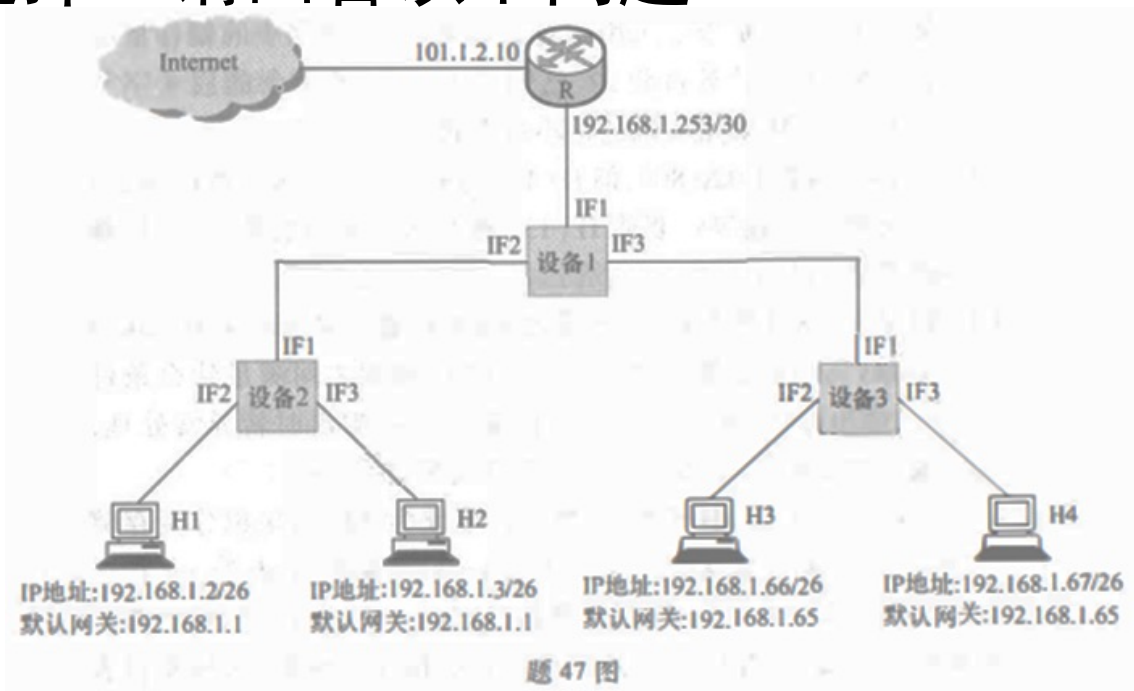 Internet
101.1.2.10
R
192.168.1.253/30
IF1
IF2
设备1
IF3
IF1
IF2
设备2
IF3
IF1
IF2
设备3
IF3
H1
H2
H3
H4
IP地址:192.168.1.2/26
默认网关:192.168.1.1
IP地址:192.168.1.3/26
默认网关:192.168.1.1
IP地址:192.168.1.66/26
默认网关:192.168.1.65
IP地址:192.168.1.67/26
默认网关:192.168.1.65
题 47 图